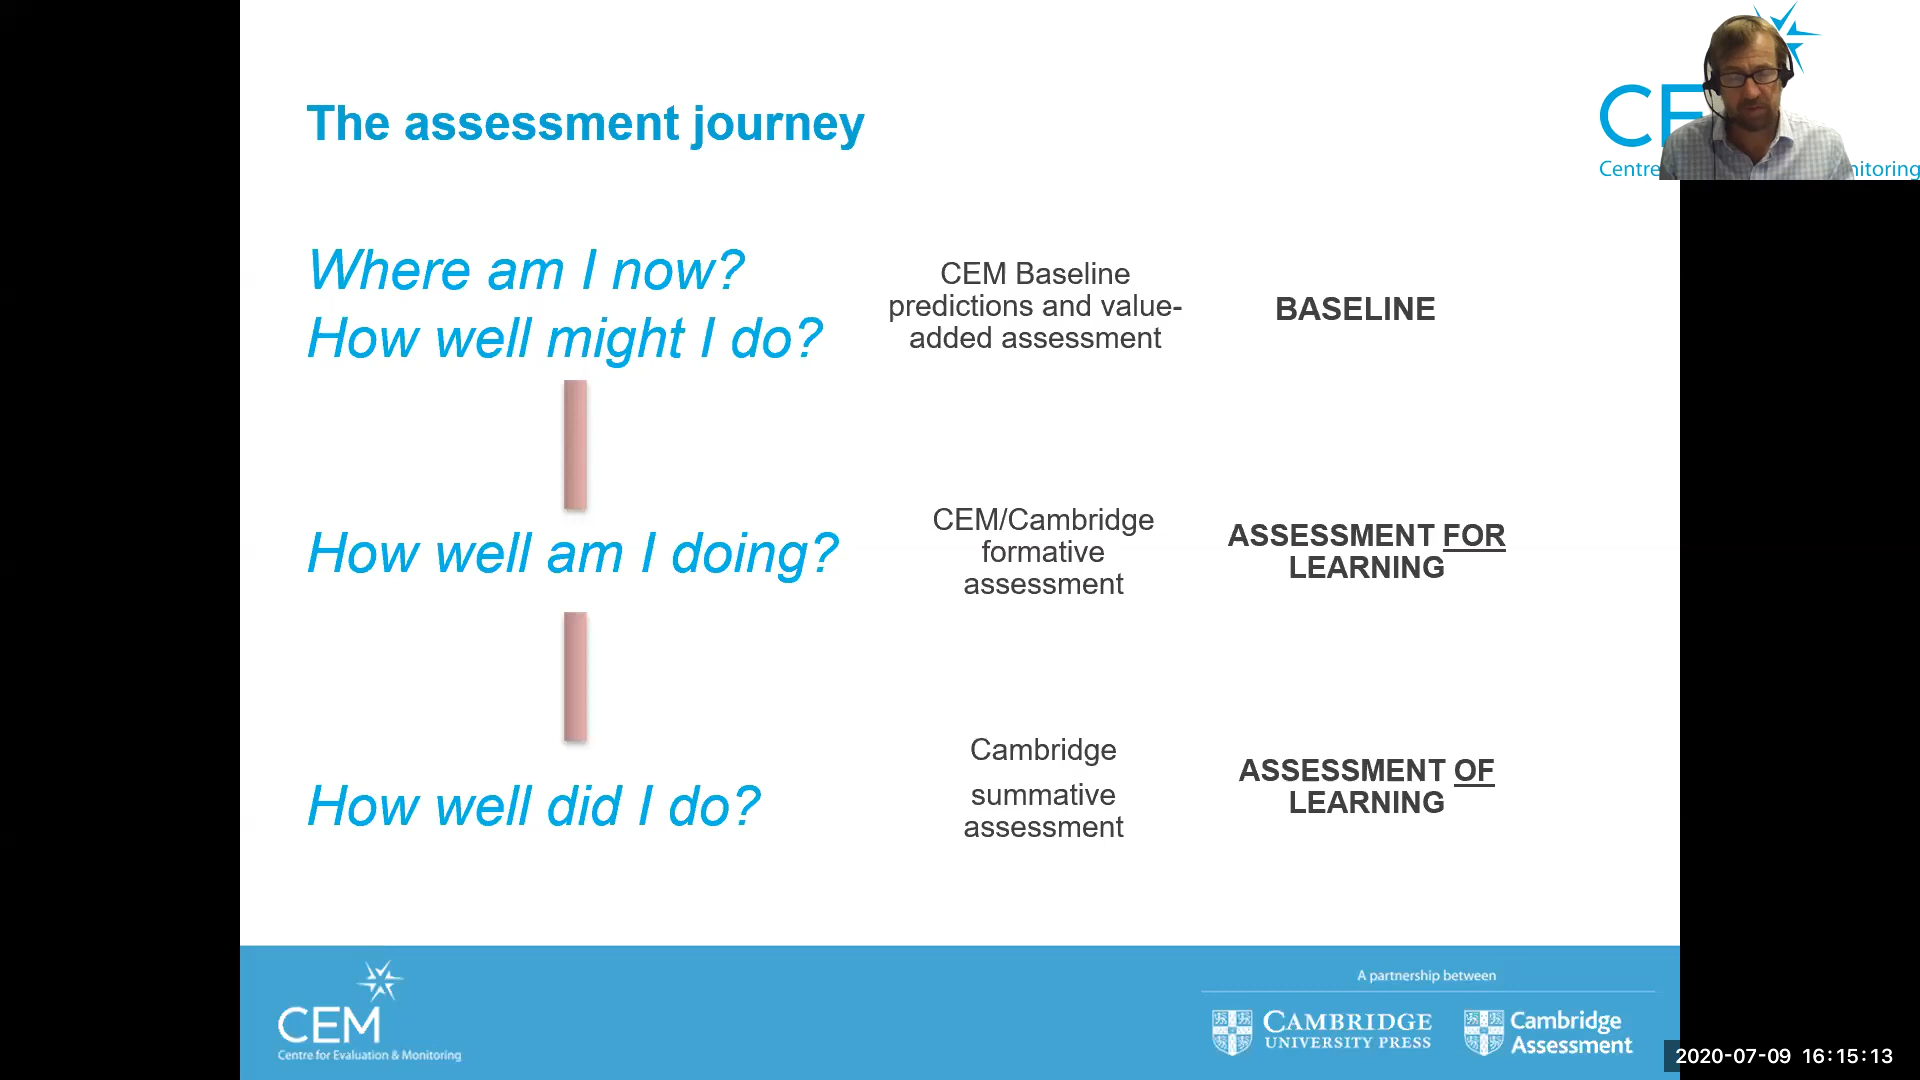 The assessment journey
CE
Centre
nitoring
Where am I now?
How well might I do?
CEM Baseline
predictions and value-
added assessment
BASELINE
How well am I doing?
CEM/Cambridge
formative
assessment
ASSESSMENT FOR
LEARNING
How well did I do?
Cambridge
summative
assessment
ASSESSMENT OF
LEARNING
CEM
Centre for Evaluation & Monitoring
A partnership between
CAMBRIDGE
UNIVERSITY PRESS
Cambridge
Assessment
2020-07-09 16:15:13